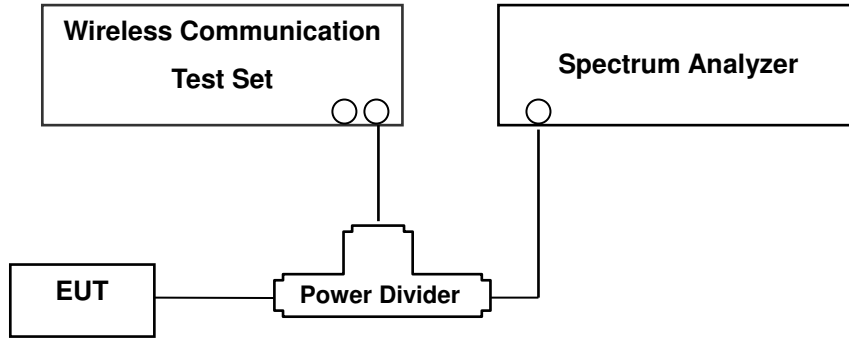 Wireless Communication
Test Set
Spectrum Analyzer
EUT
Power Divider